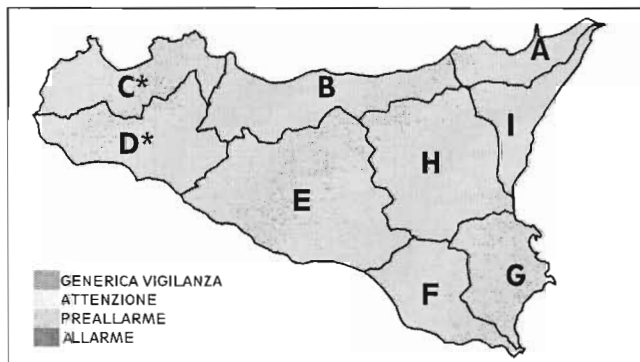 A
C*
B
I
D*
H
E
G
F
GENERICA VIGILANZA
ATTENZIONE
PREALLARME
ALLARME